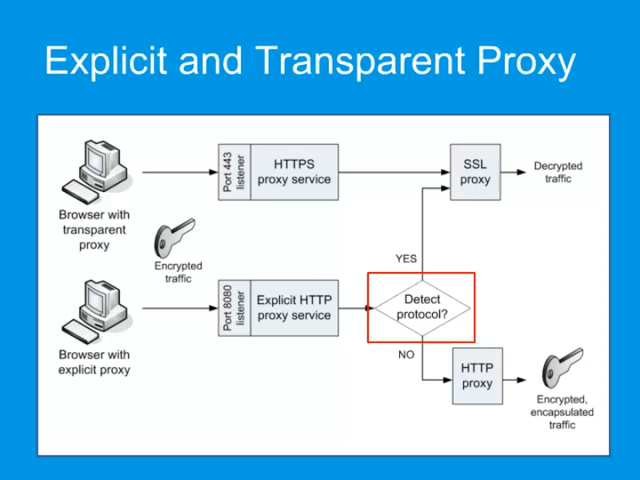 Explicit and Transparent Proxy
Browser with
transparent
proxy
Port 443
listener
HTTPS
proxy service
SSL
proxy
Decrypted
traffic
Encrypted
traffic
YES
Browser with
explicit proxy
Port 8080
listener
Explicit HTTP
proxy service
Detect
protocol?
NO
HTTP
proxy
Encrypted,
encapsulated
traffic